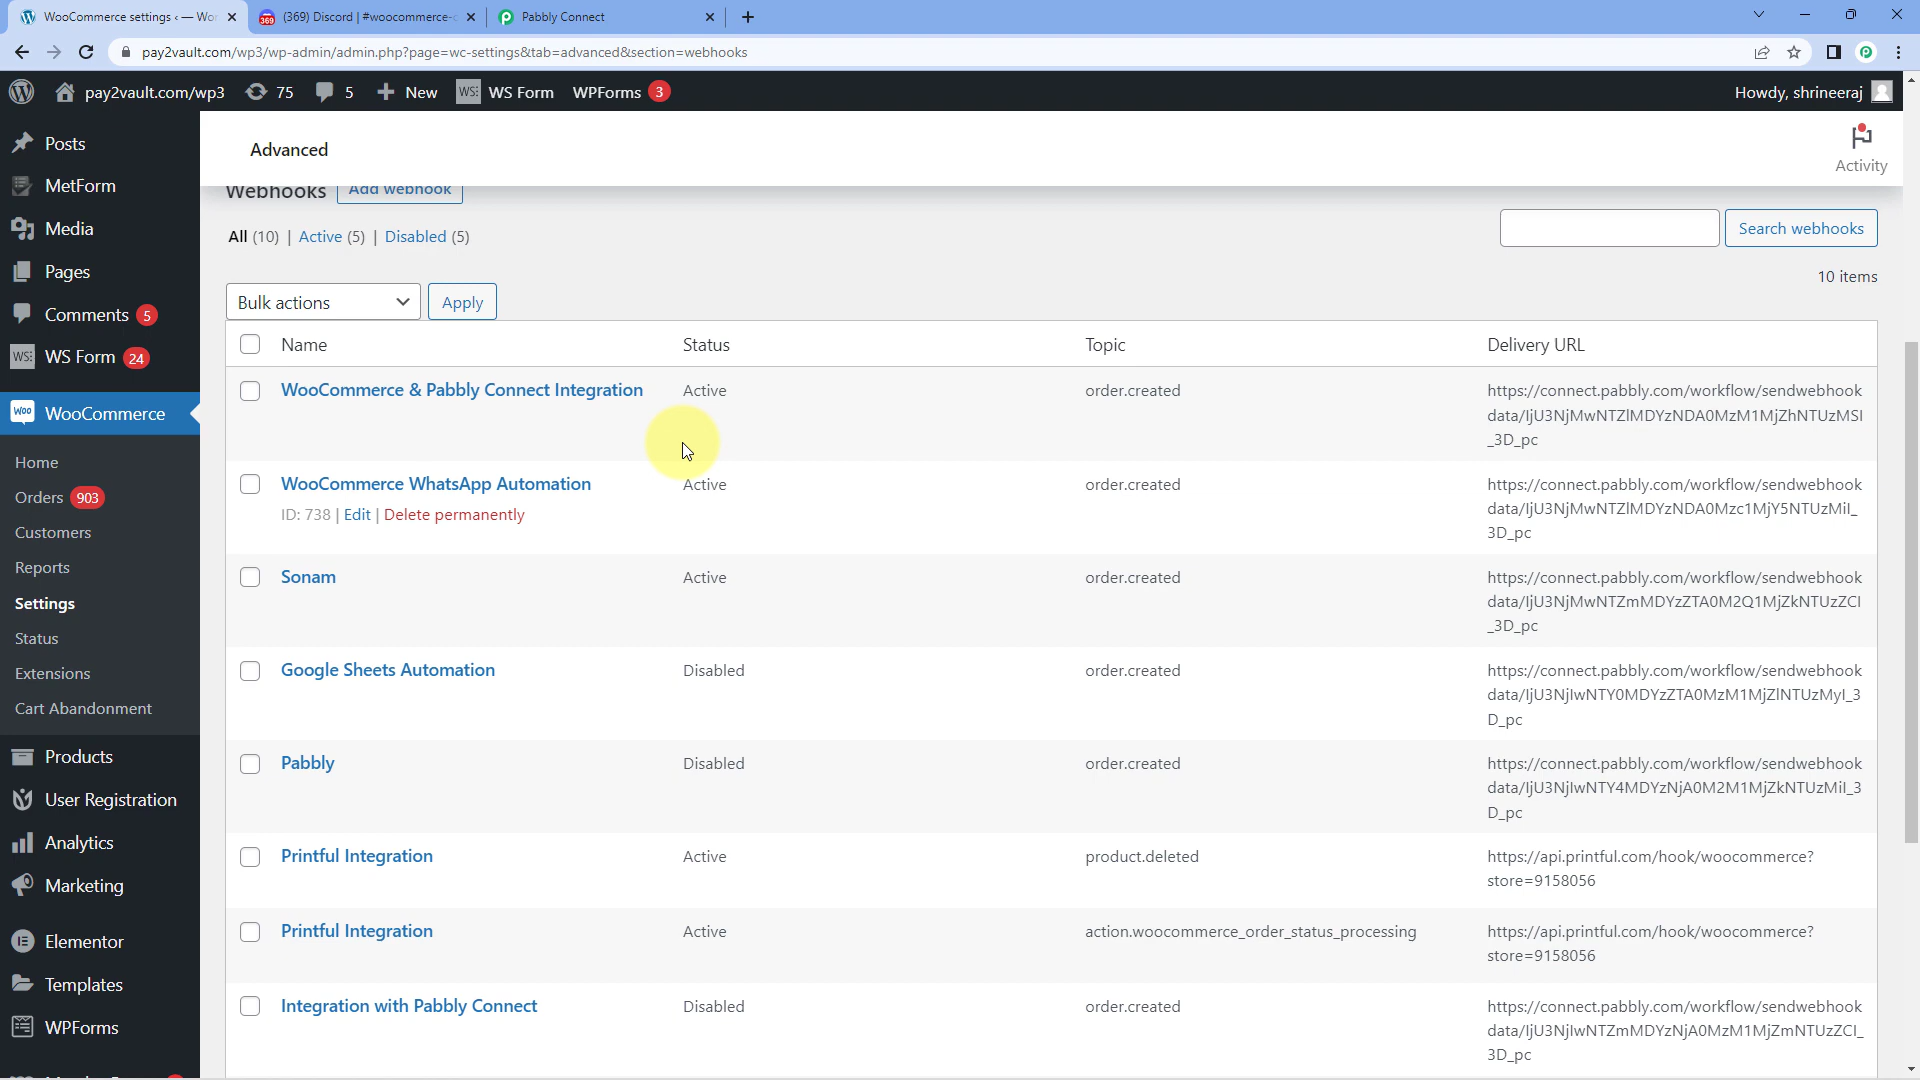 WooCommerce settings ‹ — Wor
(369) Discord | #woocommerce-c
Pabbly Connect
pay2vault.com/wp3/wp-admin/admin.php?page=wc-settings&tab=advanced&section=webhooks
pay2vault.com/wp3
75
5
New
WS Form
WPForms 3
Howdy, shrineeraj
Posts
MetForm
Media
Pages
Comments 5
WS Form 24
WooCommerce
Home
Orders 903
Customers
Reports
Settings
Status
Extensions
Cart Abandonment
Products
User Registration
Analytics
Marketing
Elementor
Templates
WPForms
Advanced
Activity
Webhooks Add webhook
All (10) | Active (5) | Disabled (5)
Search webhooks
10 items
Bulk actions Apply
Name Status Topic Delivery URL
WooCommerce & Pabbly Connect Integration Active order.created https://connect.pabbly.com/workflow/sendwebhook
data/IjU3NjMwNTZlMDYzNDA0MzM1MjZhNTUzMSI
_3D_pc
WooCommerce WhatsApp Automation Active order.created https://connect.pabbly.com/workflow/sendwebhook
ID: 738 | Edit | Delete permanently data/IjU3NjMwNTZlMDYzNDA0Mzc1MjY5NTUzMiI_
3D_pc
Sonam Active order.created https://connect.pabbly.com/workflow/sendwebhook
data/IjU3NjMwNTZmMDYzZTA0M2Q1MjZkNTUzZCI
_3D_pc
Google Sheets Automation Disabled order.created https://connect.pabbly.com/workflow/sendwebhook
data/IjU3NjIwNTY0MDYzZTA0MzM1MjZlNTUzMyI_3
D_pc
Pabbly Disabled order.created https://connect.pabbly.com/workflow/sendwebhook
data/IjU3NjIwNTY4MDYzNjA0M2M1MjZkNTUzMiI_3
D_pc
Printful Integration Active product.deleted https://api.printful.com/hook/woocommerce?
store=9158056
Printful Integration Active action.woocommerce_order_status_processing https://api.printful.com/hook/woocommerce?
store=9158056
Integration with Pabbly Connect Disabled order.created https://connect.pabbly.com/workflow/sendwebhook
data/IjU3NjIwNTZmMDYzNjA0MzM1MjZmNTUzZCI_
3D_pc